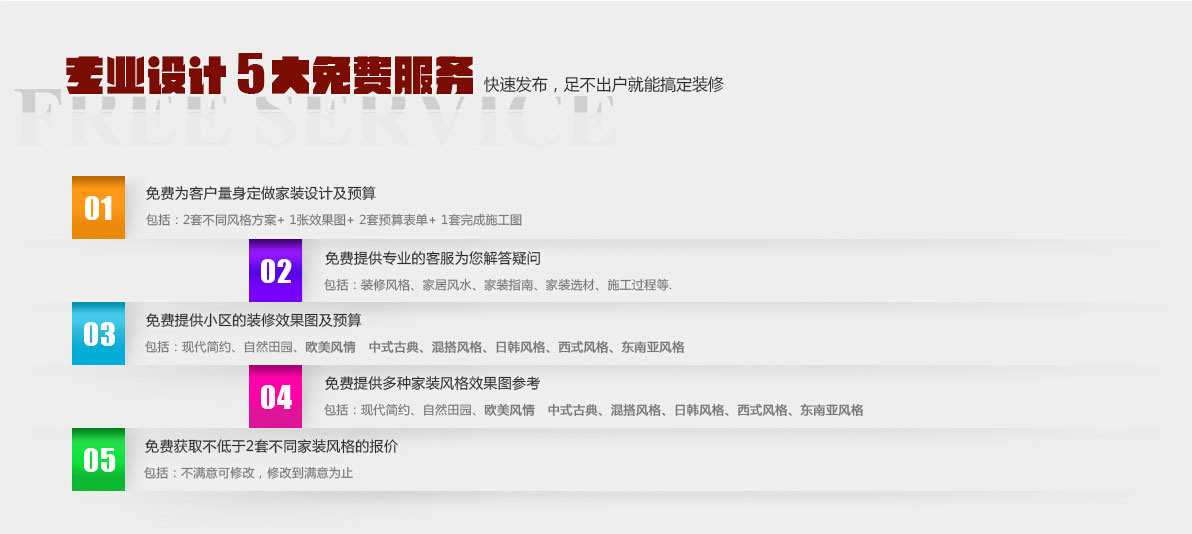 专业设计 5 大免费服务 快速发布，足不出户就能搞定装修
FREE SERVICE
01 免费为客户量身定做家装设计及预算
包括：2套不同风格方案+ 1张效果图+ 2套预算表单+ 1套完成施工图
02 免费提供专业的客服为您解答疑问
包括：装修风格、家居风水、家装指南、家装选材、施工过程等.
03 免费提供小区的装修效果图及预算
包括：现代简约、自然田园、欧美风情 中式古典、混搭风格、日韩风格、西式风格、东南亚风格
04 免费提供多种家装风格效果图参考
包括：现代简约、自然田园、欧美风情 中式古典、混搭风格、日韩风格、西式风格、东南亚风格
05 免费获取不低于2套不同家装风格的报价
包括：不满意可修改，修改到满意为止